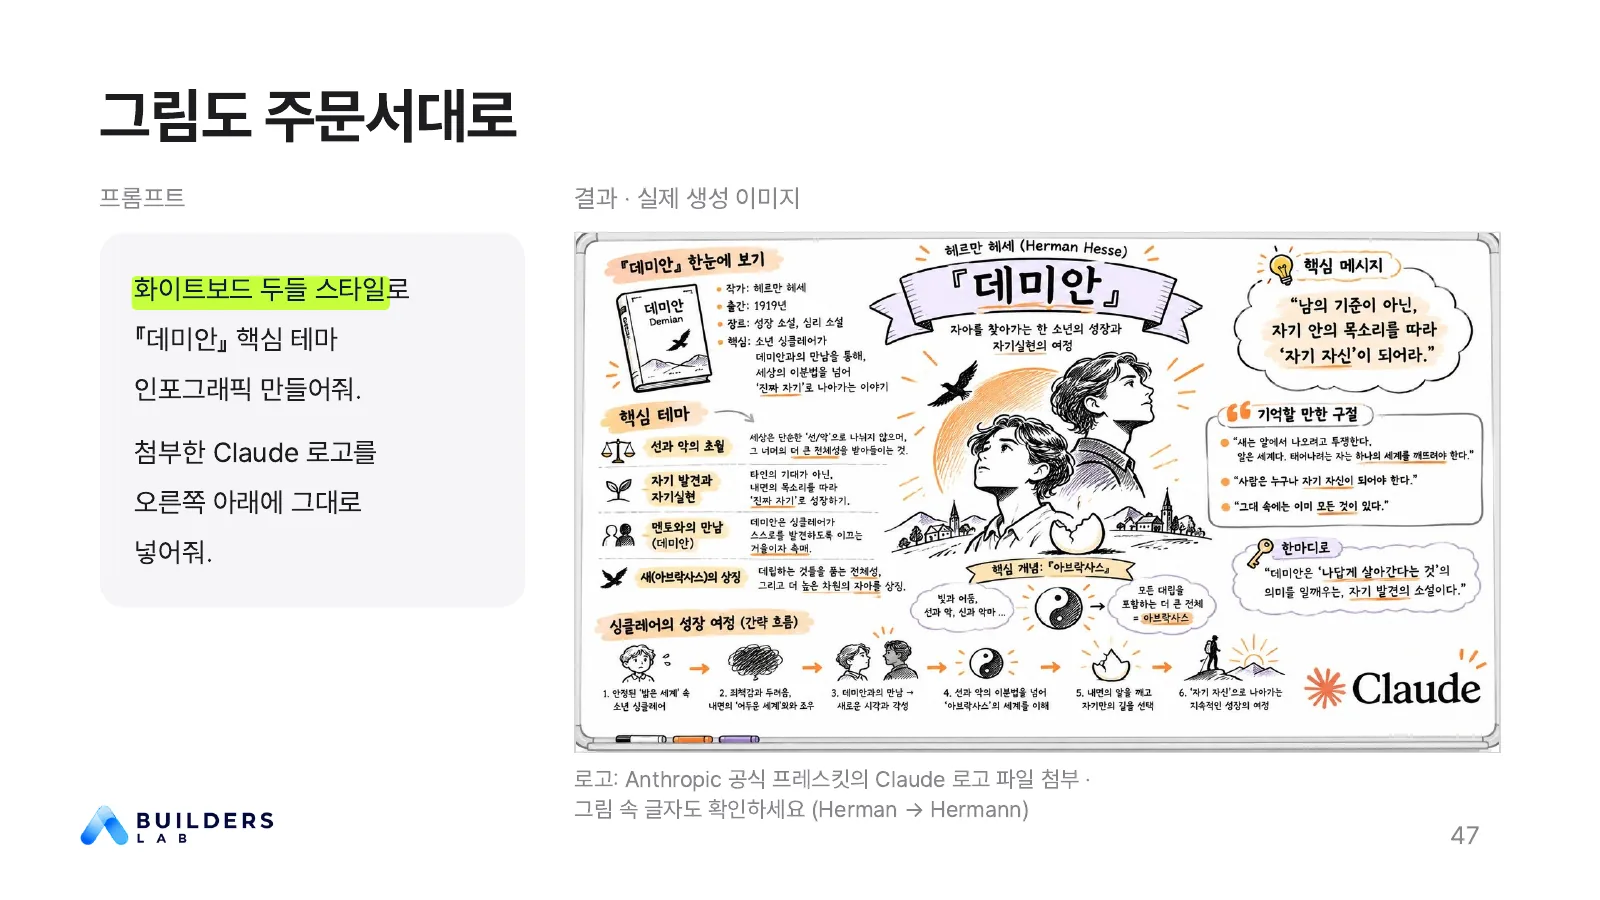 그림도 주문서대로
프롬프트
화이트보드 두들 스타일로
『데미안』 핵심 테마
인포그래픽 만들어줘.
첨부한 Claude 로고를
오른쪽 아래에 그대로
넣어줘.
결과 · 실제 생성 이미지
『데미안』 한눈에 보기
데미안
Demian
• 작가: 헤르만 헤세
• 출간: 1919년
• 장르: 성장 소설, 심리 소설
• 핵심: 소년 싱클레어가
데미안과의 만남을 통해,
세상의 이분법을 넘어
'진짜 자기'로 나아가는 이야기
핵심 테마
선과 악의 초월
세상은 단순한 '선/악'으로 나뉘지 않으며,
그 너머의 더 큰 전체성을 받아들이는 것.
자기 발견과
자기실현
타인의 기대가 아닌,
내면의 목소리를 따라
'진짜 자기'로 성장하기.
멘토와의 만남
(데미안)
데미안은 싱클레어가
스스로를 발견하도록 이끄는
거울이자 촉매.
새(아브락사스)의 상징
대립하는 것들을 품는 전체성,
그리고 더 높은 차원의 자아를 상징.
헤르만 헤세 (Herman Hesse)
『데미안』
자아를 찾아가는 한 소년의 성장과
자기실현의 여정
핵심 개념: 『아브락사스』
빛과 어둠,
선과 악, 신과 악마 ...
모든 대립을
포함하는 더 큰 전체
= 아브락사스
핵심 메시지
“남의 기준이 아닌,
자기 안의 목소리를 따라
‘자기 자신’이 되어라.”
기억할 만한 구절
“새는 알에서 나오려고 투쟁한다.
알은 세계다. 태어나려는 자는 하나의 세계를 깨뜨려야 한다.”
“사람은 누구나 자기 자신이 되어야 한다.”
“그대 속에는 이미 모든 것이 있다.”
한마디로
“데미안은 ‘나답게 살아간다는 것’의
의미를 일깨우는, 자기 발견의 소설이다.”
싱클레어의 성장 여정 (간략 흐름)
1. 안정된 '밝은 세계' 속
소년 싱클레어
2. 죄책감과 두려움,
내면의 '어두운 세계'와 조우
3. 데미안과의 만남 →
새로운 시각과 각성
4. 선과 악의 이분법을 넘어
'아브락사스'의 세계를 이해
5. 내면의 알을 깨고
자기만의 길을 선택
6. '자기 자신'으로 나아가는
지속적인 성장의 여정
Claude
로고: Anthropic 공식 프레스킷의 Claude 로고 파일 첨부 ·
그림 속 글자도 확인하세요 (Herman → Hermann)
BUILDERS
LAB
47